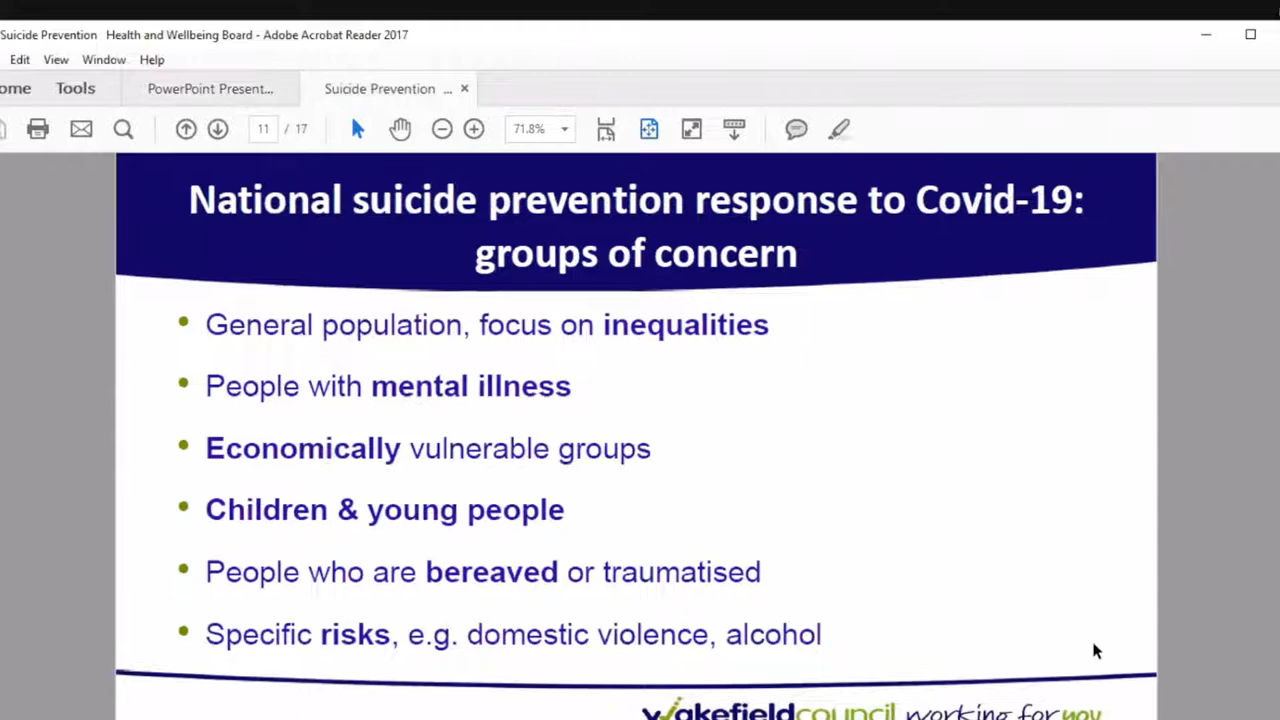 Suicide Prevention Health and Wellbeing Board - Adobe Acrobat Reader 2017
Edit View Window Help
ome Tools PowerPoint Present... Suicide Prevention ... ×
11 / 17 71.8%
National suicide prevention response to Covid-19:
groups of concern
• General population, focus on inequalities
• People with mental illness
• Economically vulnerable groups
• Children & young people
• People who are bereaved or traumatised
• Specific risks, e.g. domestic violence, alcohol
wakefieldcouncil working for you